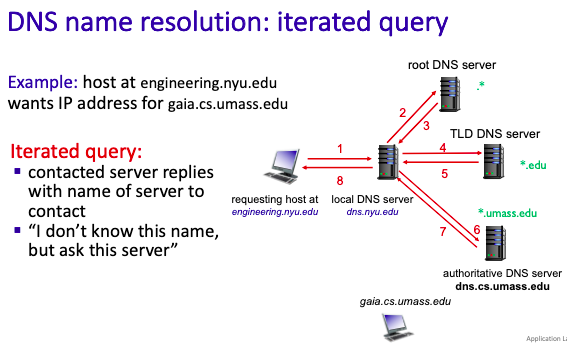 DNS name resolution: iterated query
Example: host at engineering.nyu.edu
wants IP address for gaia.cs.umass.edu
Iterated query:
▪ contacted server replies
with name of server to
contact
▪ “I don’t know this name,
but ask this server”
root DNS server
.*
2
3
TLD DNS server
1
4
*.edu
5
8
requesting host at
engineering.nyu.edu
local DNS server
dns.nyu.edu
*.umass.edu
6
7
authoritative DNS server
dns.cs.umass.edu
gaia.cs.umass.edu
Application La